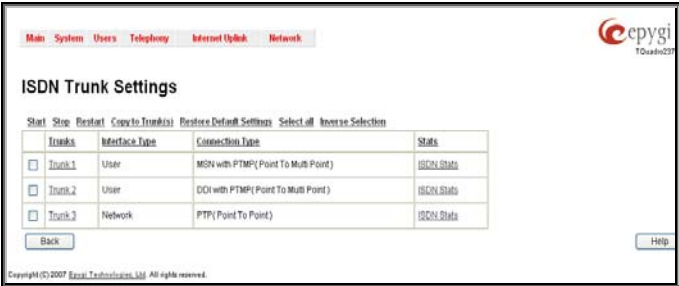 Main System Users Telephony Internet Uplink Network
epygi
TQuadro237
ISDN Trunk Settings
Start Stop Restart Copy to Trunk(s) Restore Default Settings Select all Inverse Selection
Trunks Interface Type Connection Type Stats
Trunk 1 User MSN with PTMP( Point To Multi Point ) ISDN Stats
Trunk 2 User DDI with PTMP( Point To Multi Point ) ISDN Stats
Trunk 3 Network PTP( Point To Point ) ISDN Stats
Back Help
Copyright (C) 2007 Epygi Technologies, Ltd. All rights reserved.